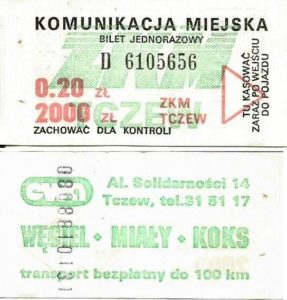 KOMUNIKACJA MIEJSKA
BILET JEDNORAZOWY
D 6105656
ZKM
TCZEW
0.20 ZŁ
2000 ZŁ
ZKM
TCZEW
ZACHOWAĆ DLA KONTROLI
TU KASOWAĆ
ZARAZ PO WEJŚCIU
DO POJAZDU
Al. Solidarności 14
Tczew, tel. 31 51 17
WĘGIEL • MIAŁY • KOKS
transport bezpłatny do 100 km